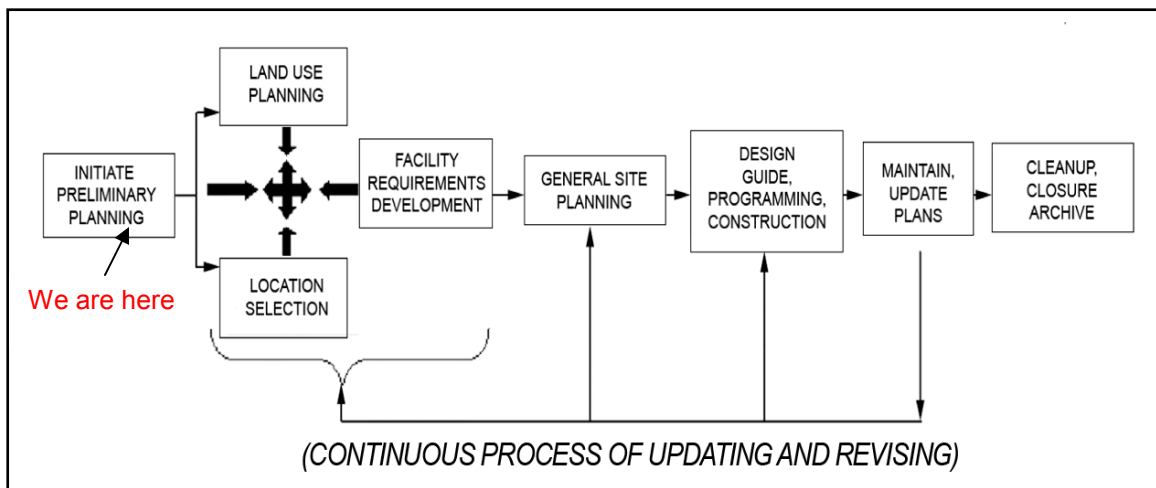 LAND USE
PLANNING
INITIATE
PRELIMINARY
PLANNING
We are here
LOCATION
SELECTION
FACILITY
REQUIREMENTS
DEVELOPMENT
GENERAL SITE
PLANNING
DESIGN
GUIDE,
PROGRAMMING,
CONSTRUCTION
MAINTAIN,
UPDATE
PLANS
CLEANUP,
CLOSURE
ARCHIVE
(CONTINUOUS PROCESS OF UPDATING AND REVISING)